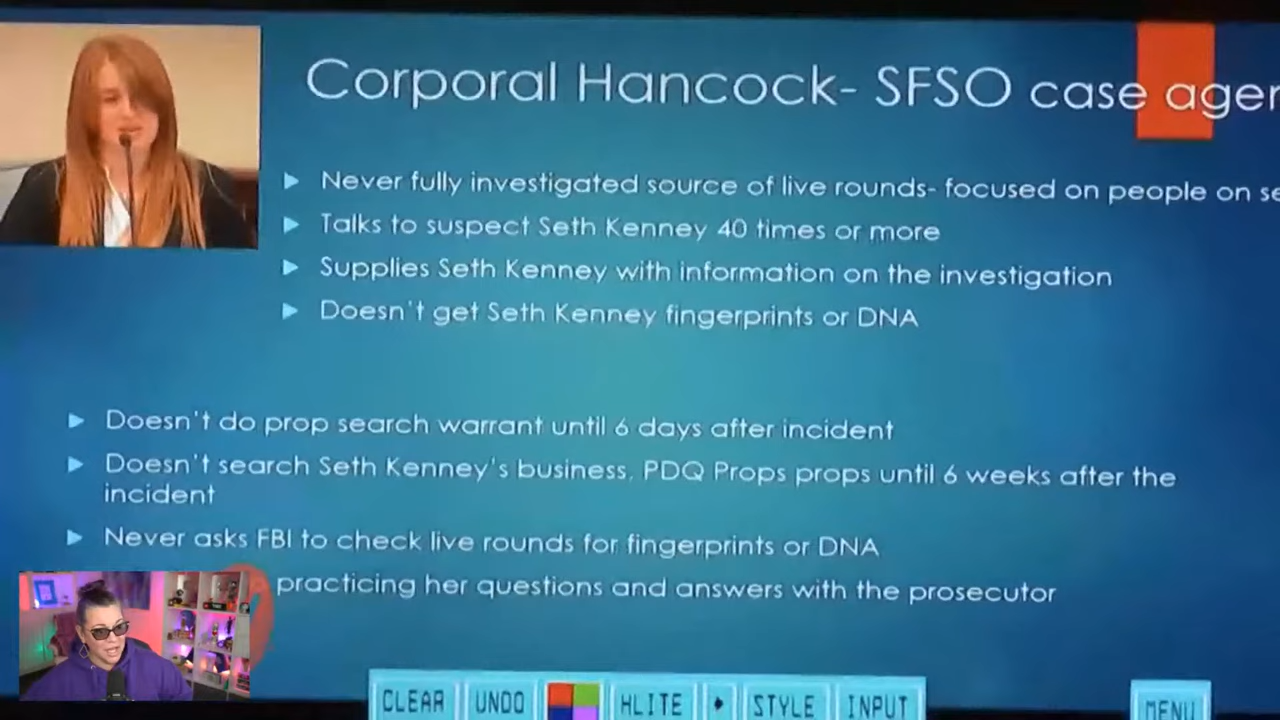 Corporal Hancock- SFSO case
Never fully investigated source of live rounds- focused on people on
Talks to suspect Seth Kenney 40 times or more
Supplies Seth Kenney with information on the investigation
Doesn't get Seth Kenney fingerprints or DNA
Doesn't do prop search warrant until 6 days after incident
Doesn't search Seth Kenney's business, PDQ Props props until 6 weeks after the
incident
Never asks FBI to check live rounds for fingerprints or DNA
practicing her questions and answers with the prosecutor
CLEAR UNDO HLITE STYLE INPUT MENU